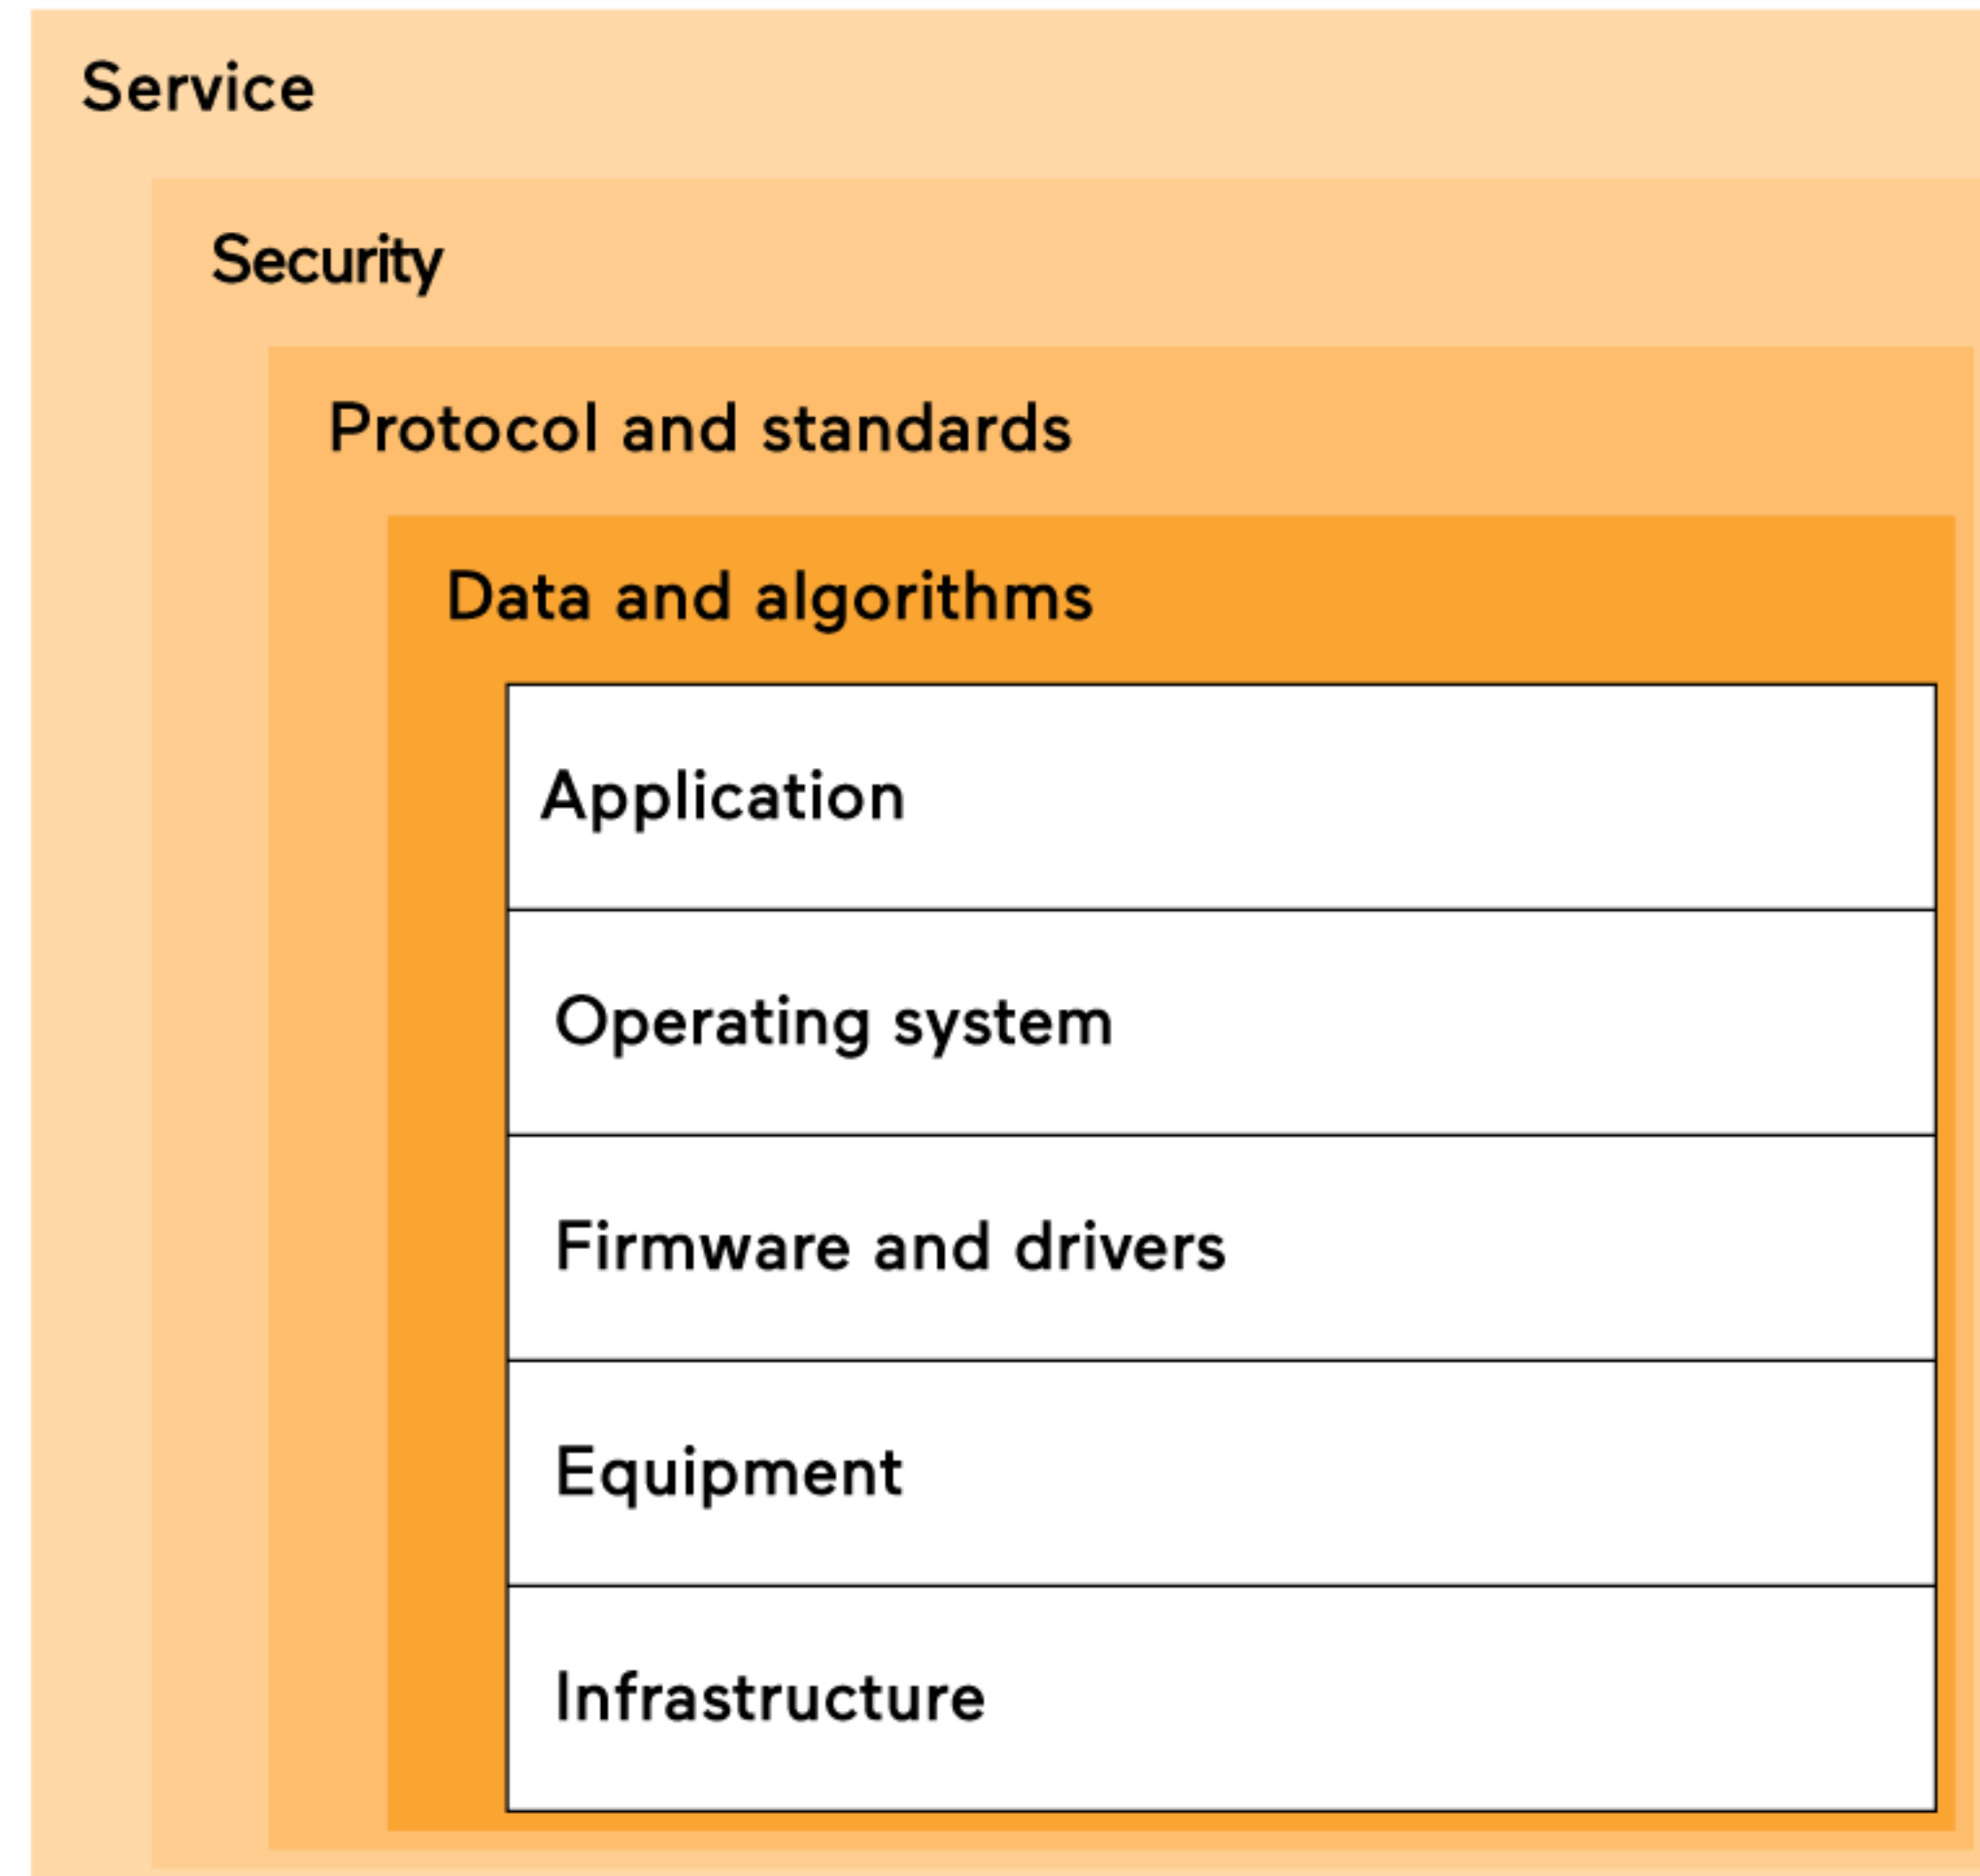 Service
Security
Protocol and standards
Data and algorithms
Application
Operating system
Firmware and drivers
Equipment
Infrastructure